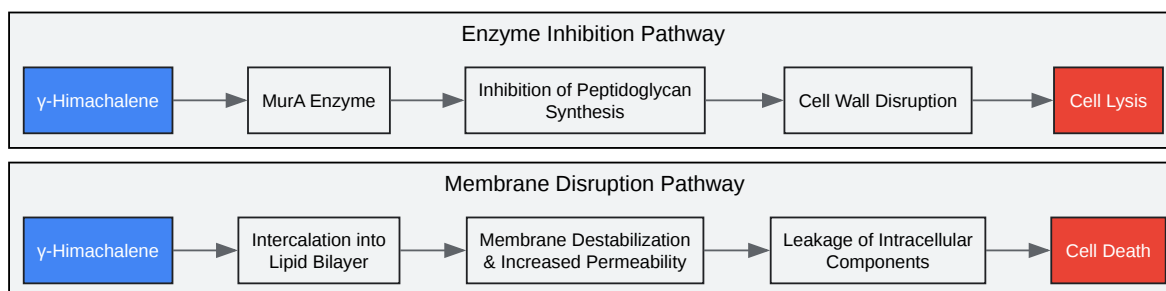 Enzyme Inhibition Pathway
γ-Himachalene
MurA Enzyme
Inhibition of Peptidoglycan
Synthesis
Cell Wall Disruption
Cell Lysis
Membrane Disruption Pathway
γ-Himachalene
Intercalation into
Lipid Bilayer
Membrane Destabilization
& Increased Permeability
Leakage of Intracellular
Components
Cell Death